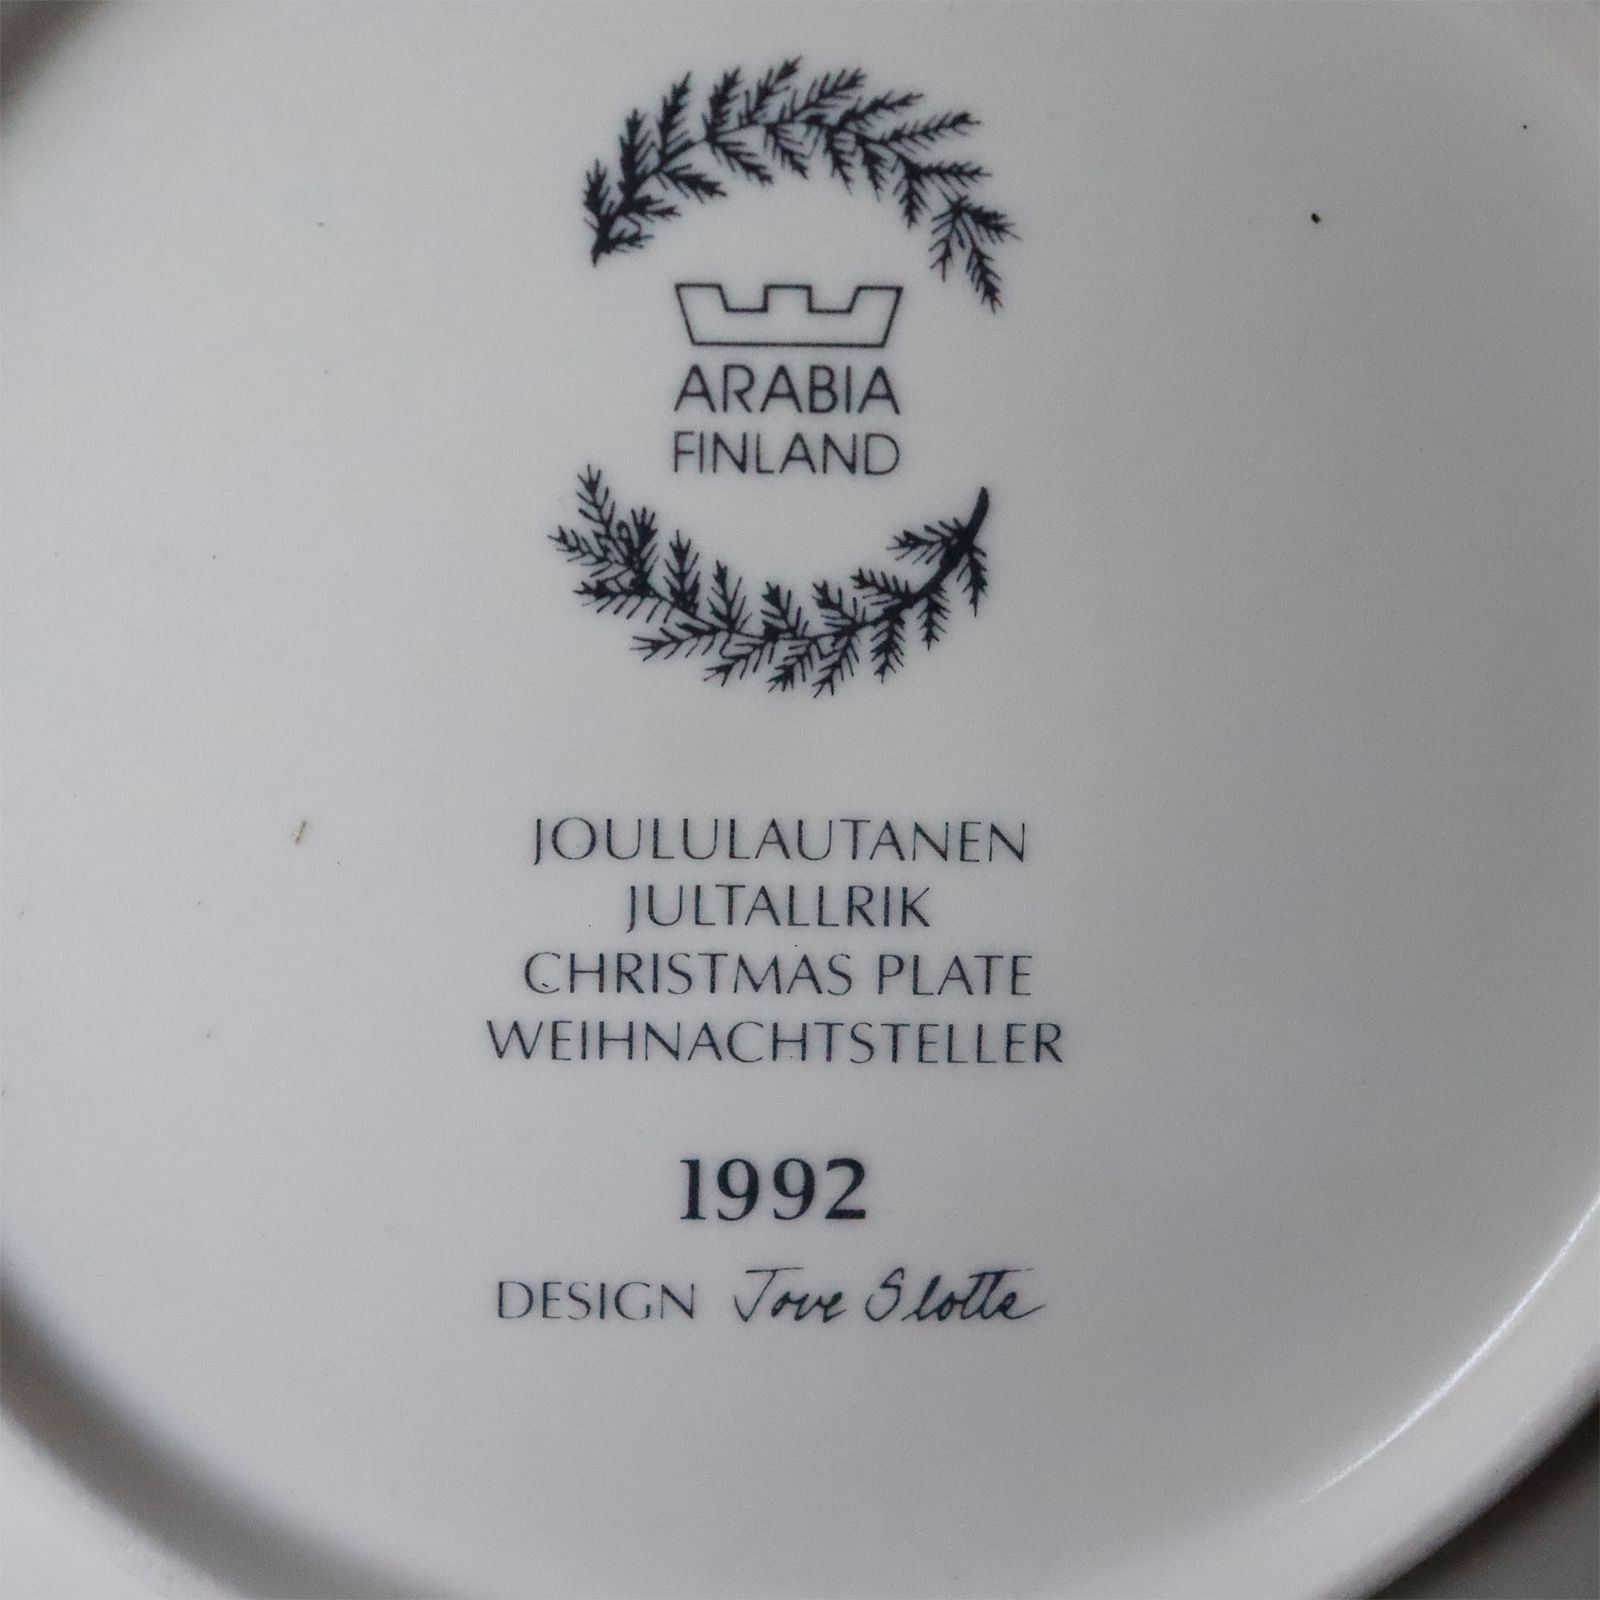 ARABIA
FINLAND
JOULULAUTANEN
JULTALLRIK
CHRISTMAS PLATE
WEIHNACHTSTELLER
1992
DESIGN Tove Slotte